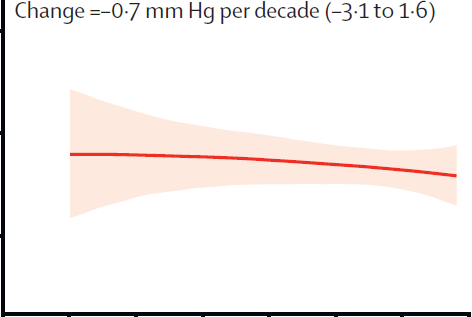 Change =–0·7 mm Hg per decade (–3·1 to 1·6)